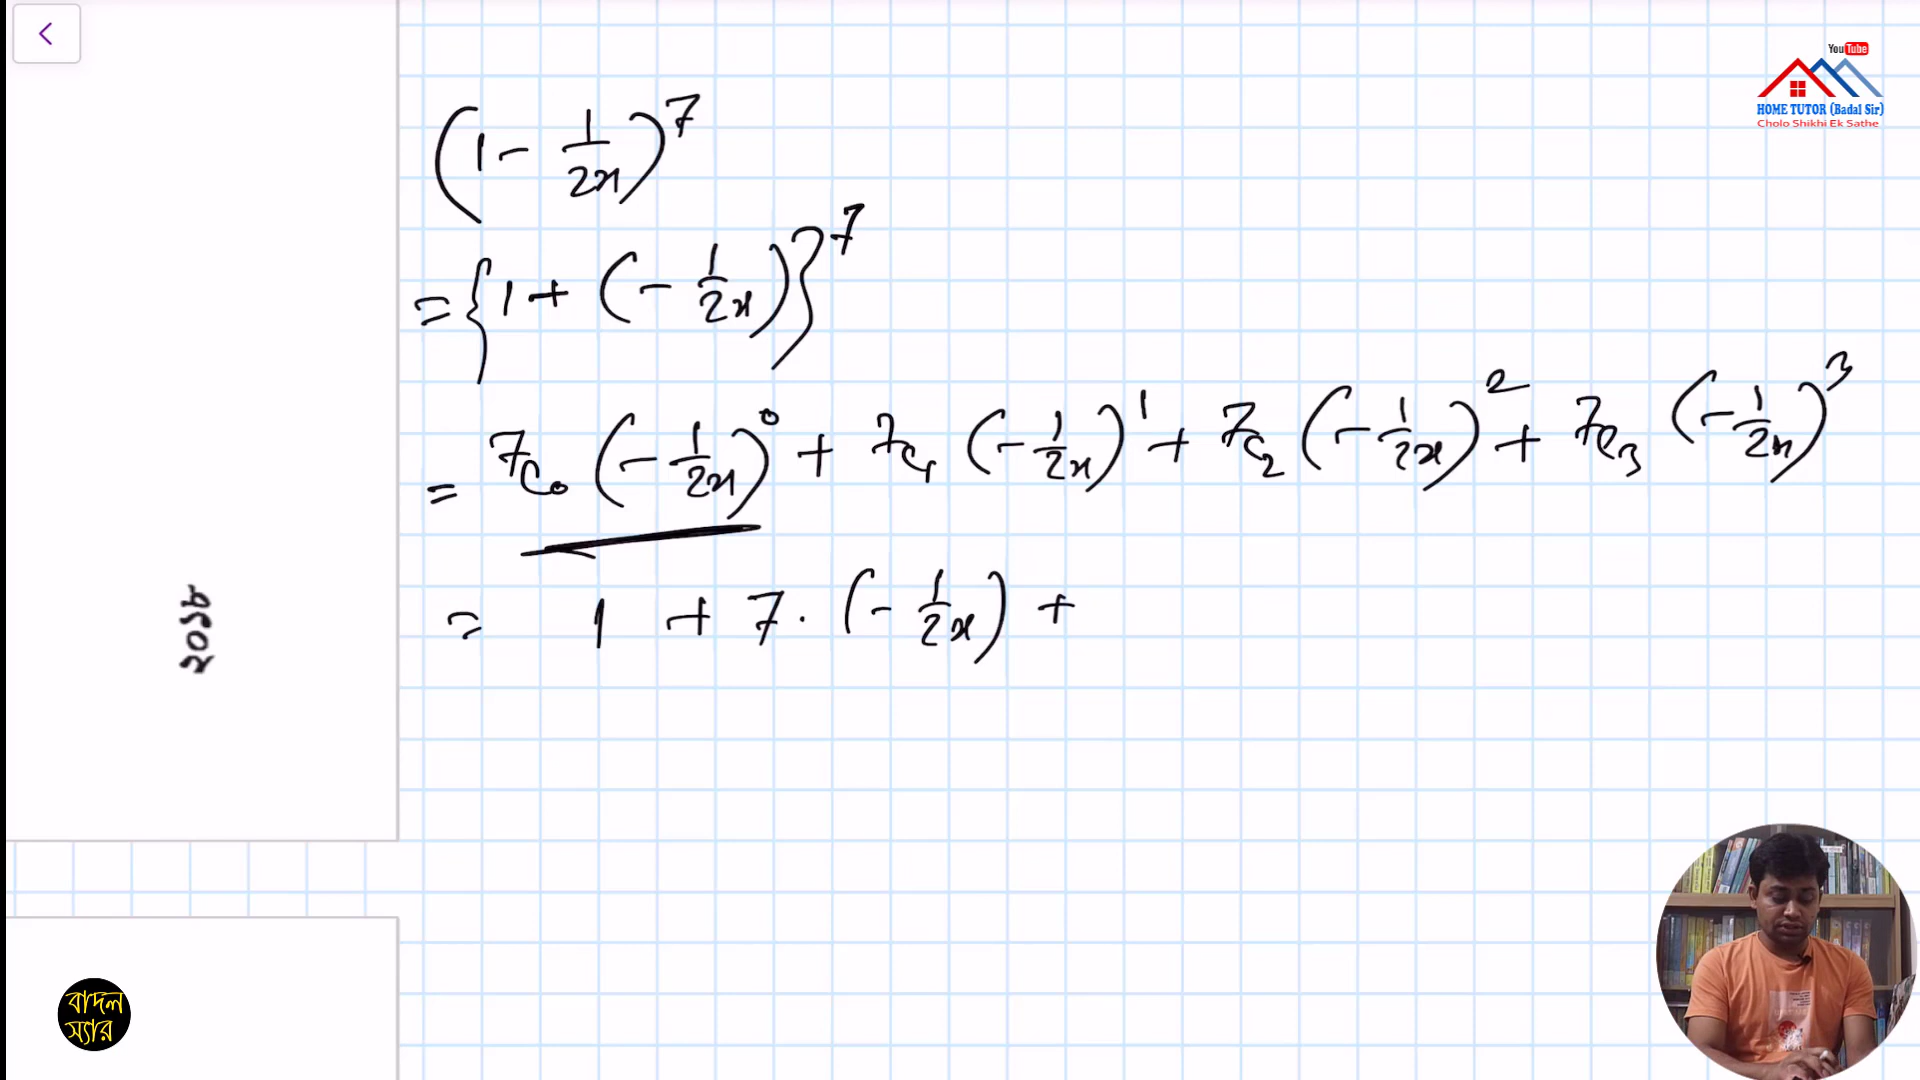 YouTube
HOME TUTOR (Badal Sir)
Cholo Shikhi Ek Sathe
(1 - 1/2x)^7
= {1 + (- 1/2x)}^7
= 7c₀ (- 1/2x)^0 + 7c₁ (- 1/2x)^1 + 7c₂ (- 1/2x)^2 + 7c₃ (- 1/2x)^3
= 1 + 7 · (- 1/2x) +
২০১৮
বাদল
স্যার